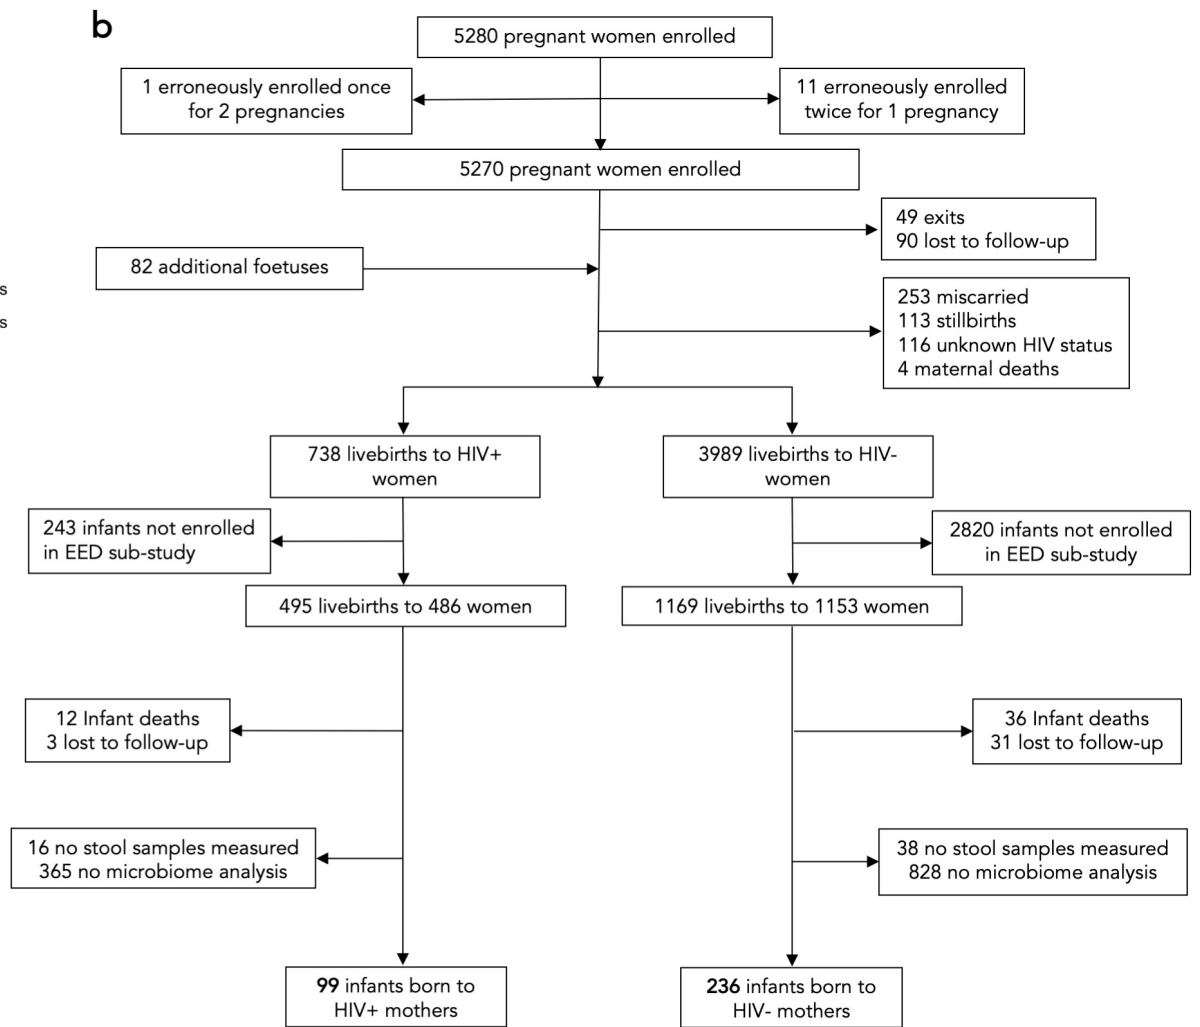 b
5280 pregnant women enrolled
1 erroneously enrolled once
for 2 pregnancies
11 erroneously enrolled
twice for 1 pregnancy
5270 pregnant women enrolled
49 exits
90 lost to follow-up
82 additional foetuses
s
s
253 miscarried
113 stillbirths
116 unknown HIV status
4 maternal deaths
738 livebirths to HIV+
women
3989 livebirths to HIV-
women
243 infants not enrolled
in EED sub-study
2820 infants not enrolled
in EED sub-study
495 livebirths to 486 women
1169 livebirths to 1153 women
12 Infant deaths
3 lost to follow-up
36 Infant deaths
31 lost to follow-up
16 no stool samples measured
365 no microbiome analysis
38 no stool samples measured
828 no microbiome analysis
99 infants born to
HIV+ mothers
236 infants born to
HIV- mothers